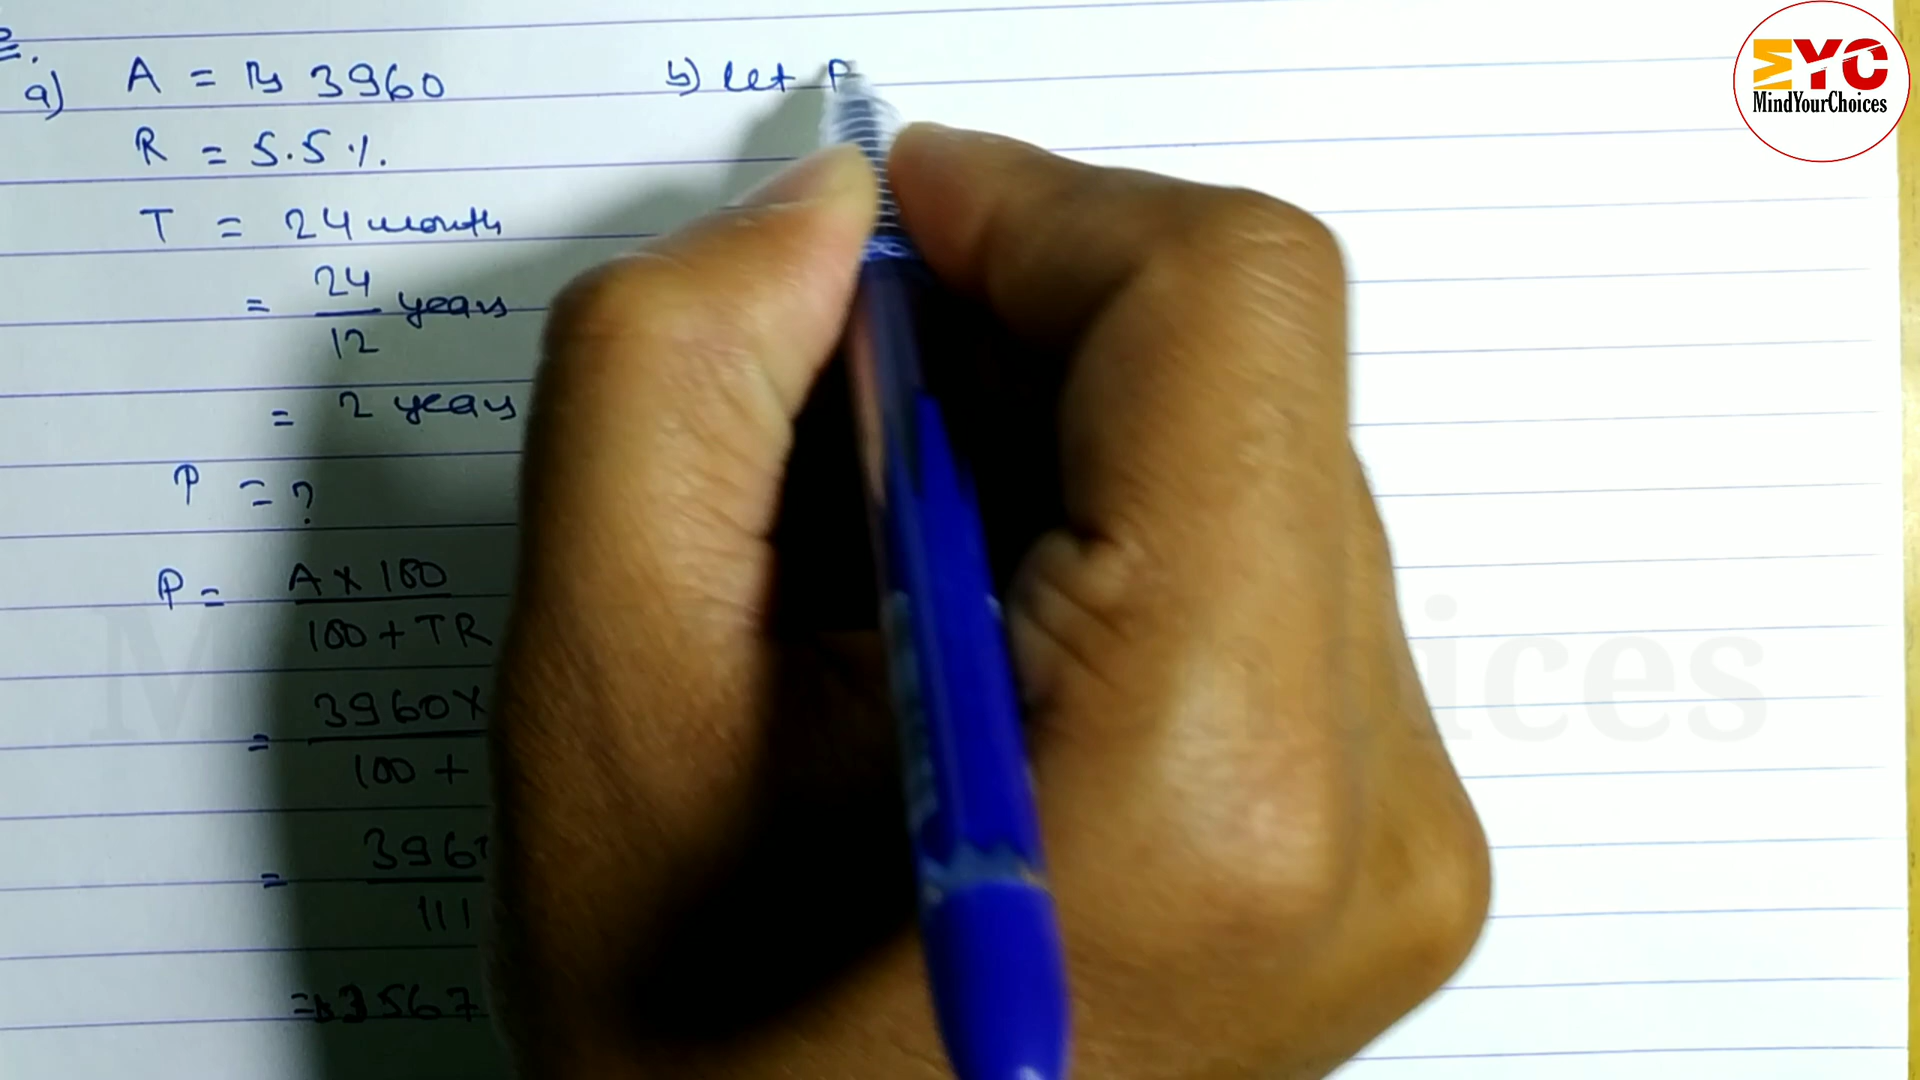 a) A = Rs 3960
R = 5.5 %.
T = 24 month
= 24
12 years
= 2 years
P = ?
P = A × 100
100 + TR
= 3960 ×
100 +
= 396
111
= Rs 3567
b) let P
MYC
MindYourChoices